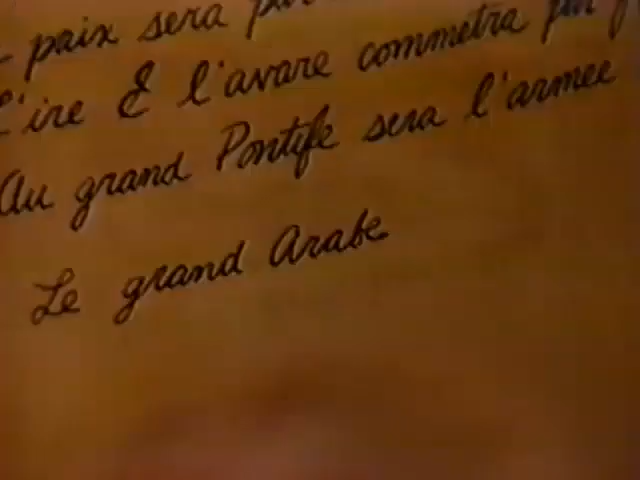 paix sera
L'ire & l'avare commetra
Au grand Pontife sera l'armee
Le grand Arabe